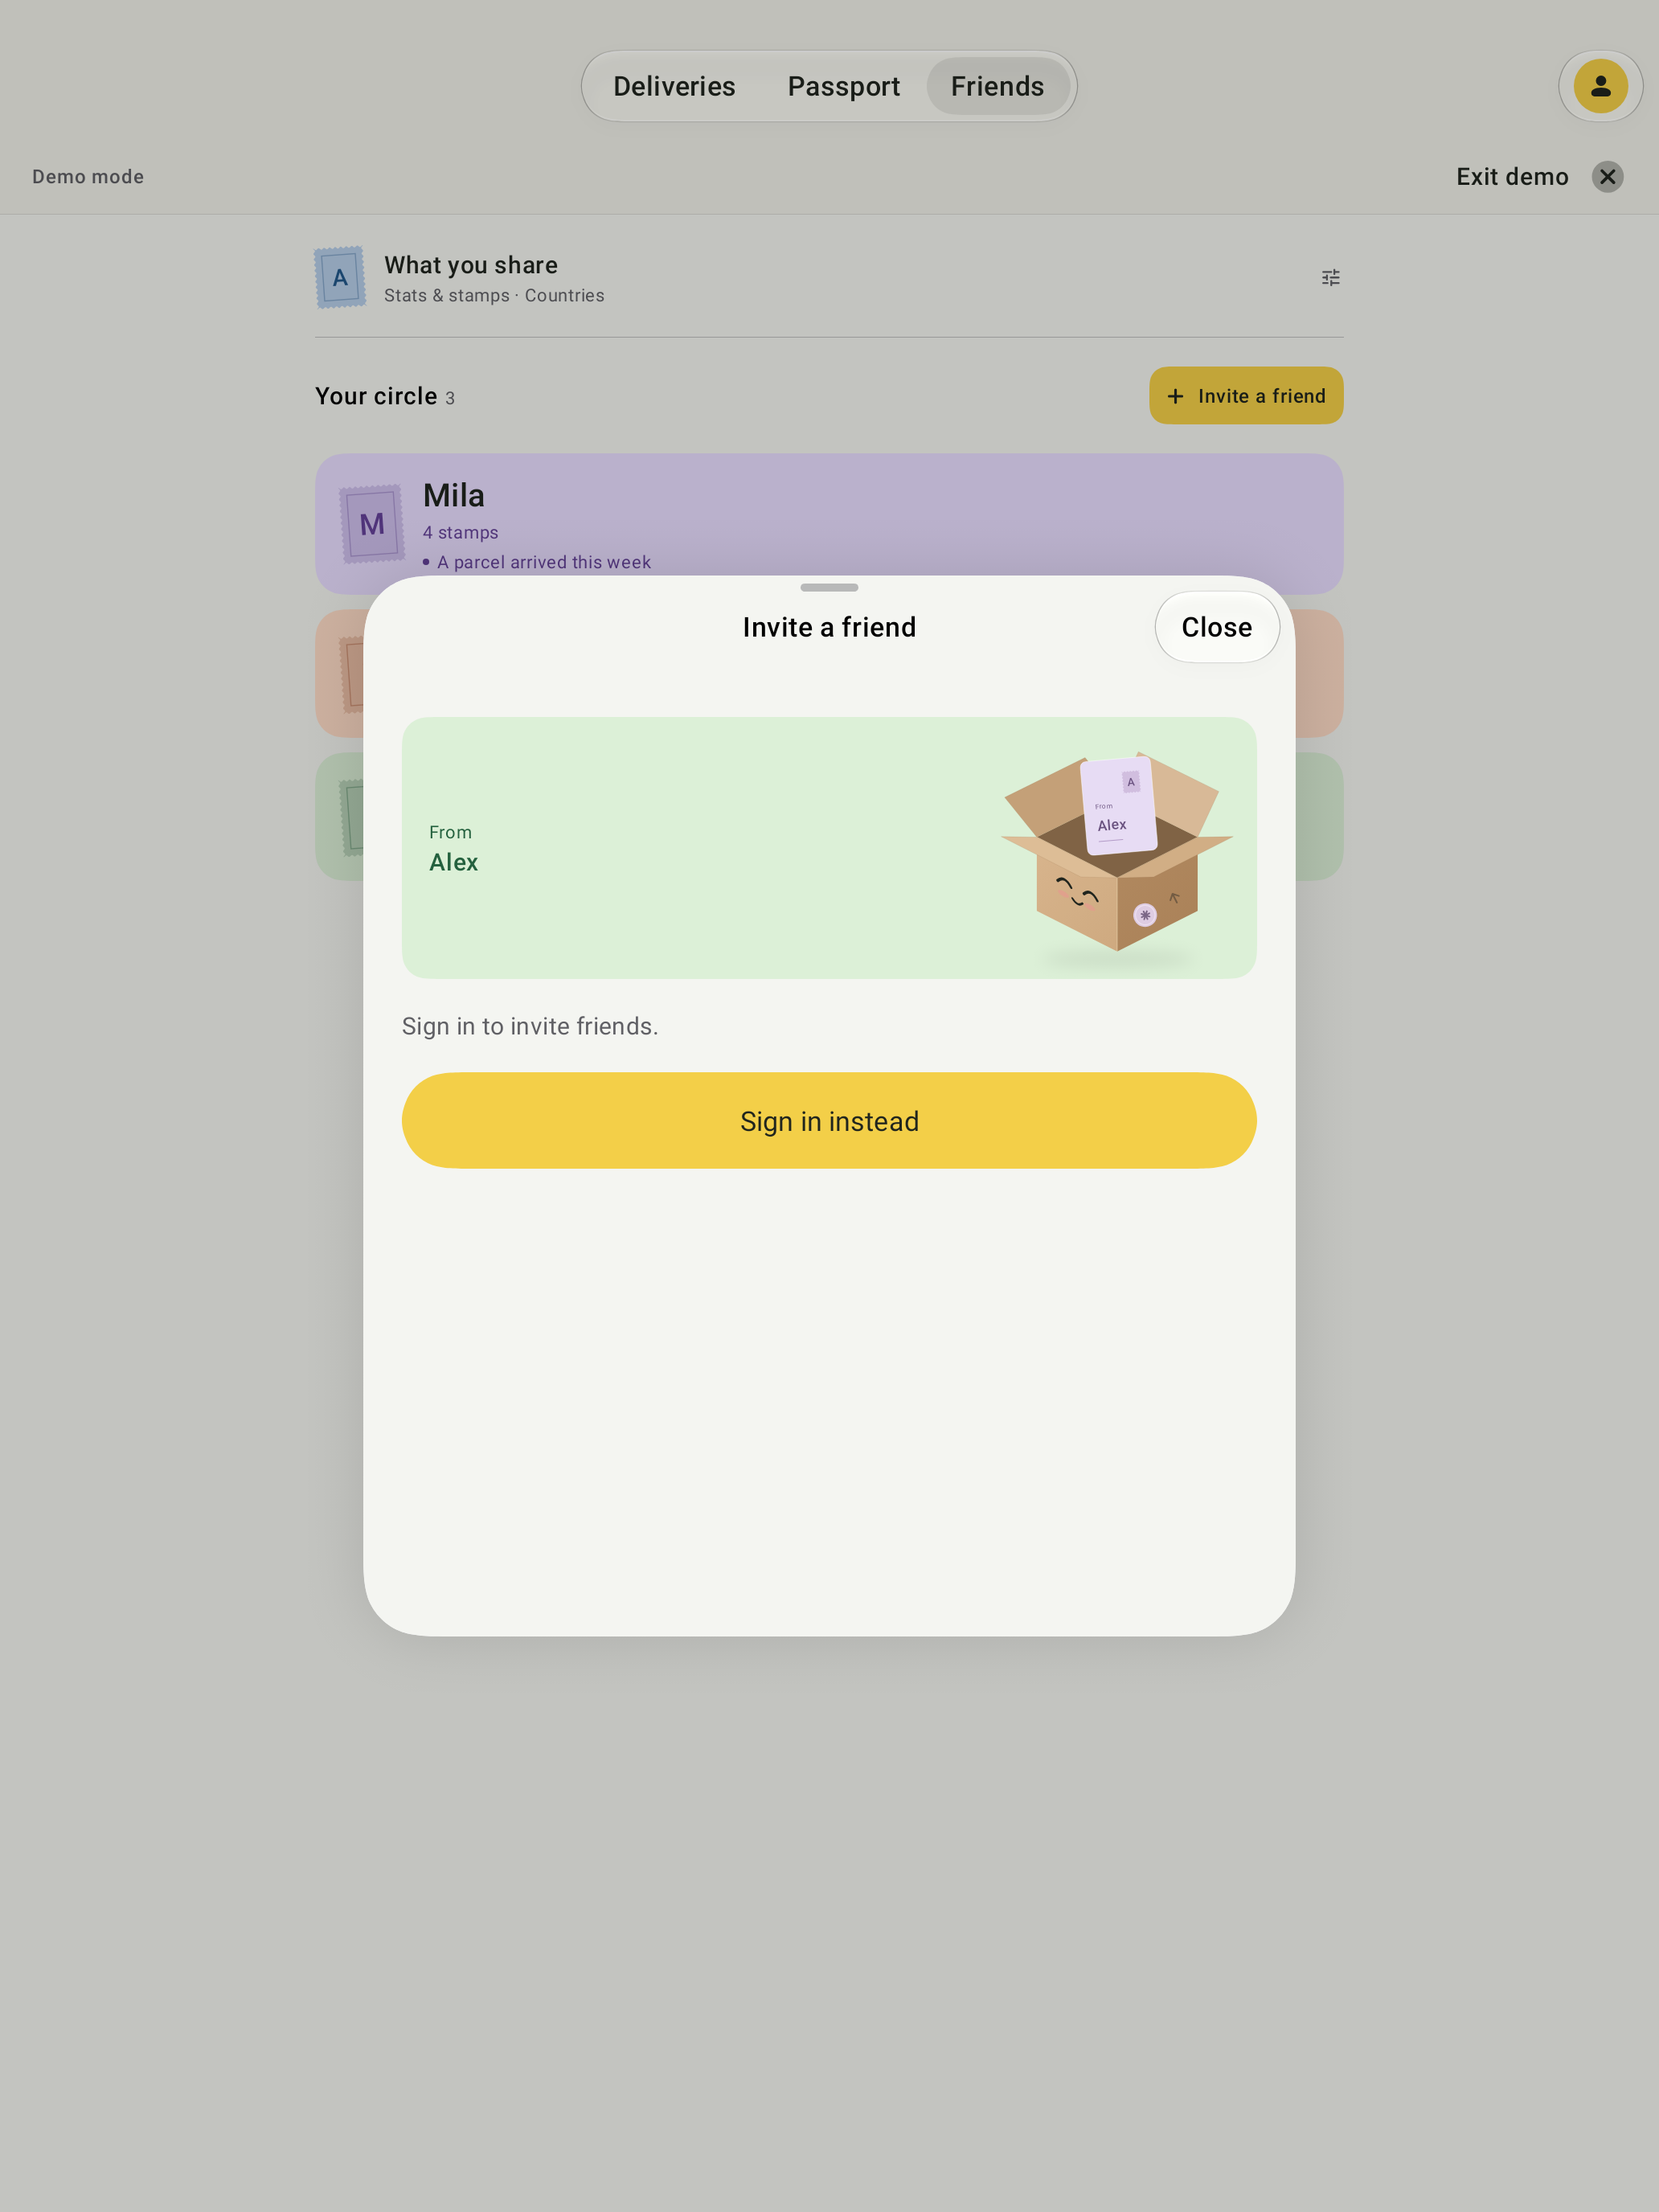 Deliveries Passport Friends
Demo mode
Exit demo
A
What you share
Stats & stamps · Countries
Your circle 3
+ Invite a friend
M
Mila
4 stamps
• A parcel arrived this week
Invite a friend
Close
From
Alex
A
From
Alex
Sign in to invite friends.
Sign in instead